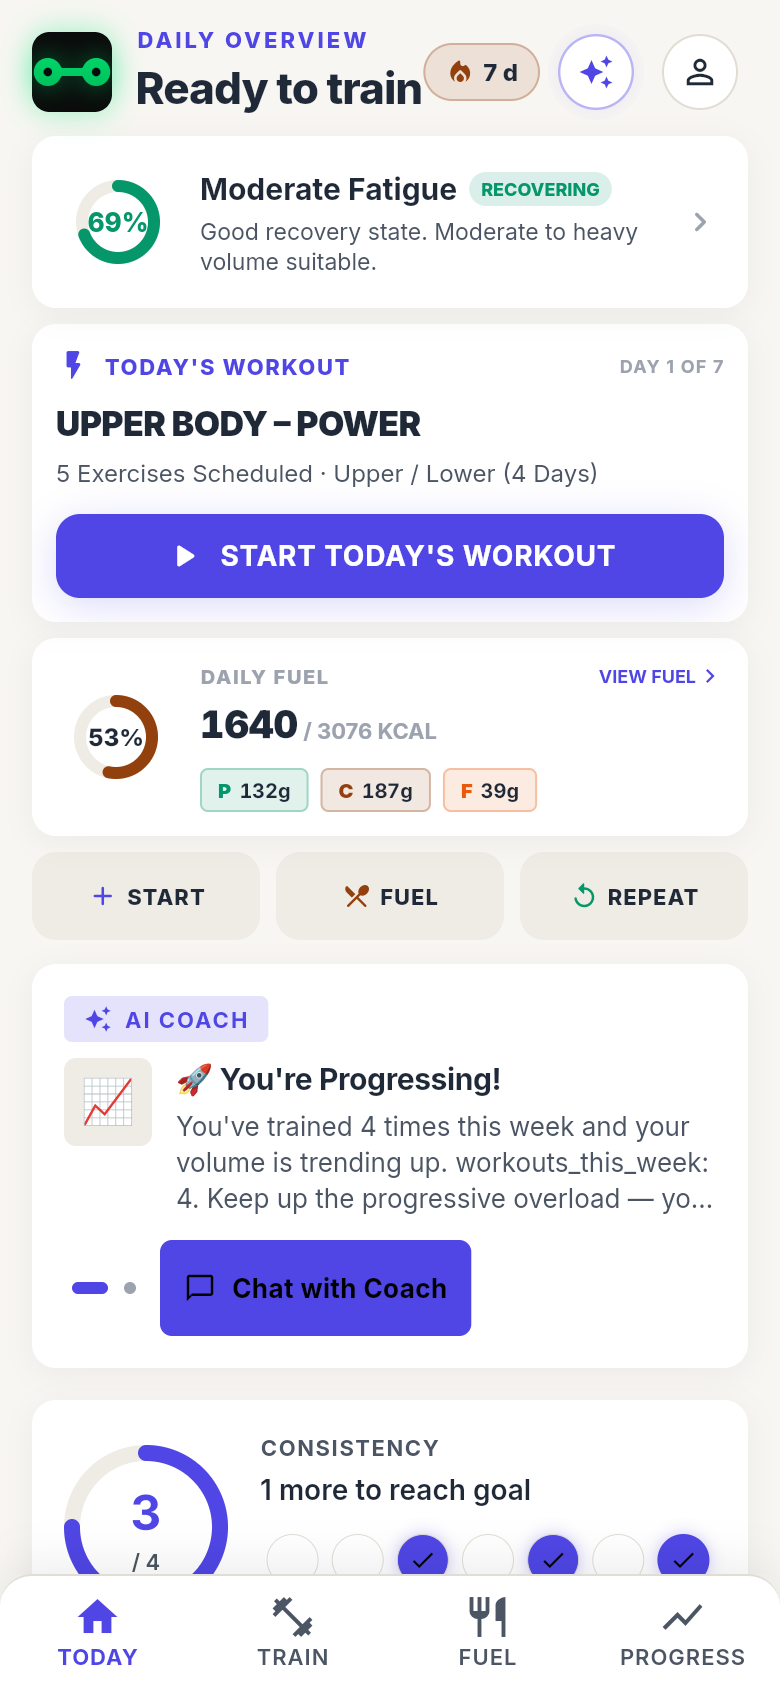 DAILY OVERVIEW
Ready to train
7 d
69%
Moderate Fatigue
RECOVERING
Good recovery state. Moderate to heavy
volume suitable.
TODAY'S WORKOUT
DAY 1 OF 7
UPPER BODY – POWER
5 Exercises Scheduled · Upper / Lower (4 Days)
START TODAY'S WORKOUT
DAILY FUEL
VIEW FUEL
53%
1640 / 3076 KCAL
P 132g
C 187g
F 39g
START
FUEL
REPEAT
AI COACH
🚀 You're Progressing!
You've trained 4 times this week and your
volume is trending up. workouts_this_week:
4. Keep up the progressive overload — yo...
Chat with Coach
CONSISTENCY
1 more to reach goal
3
/ 4
TODAY
TRAIN
FUEL
PROGRESS